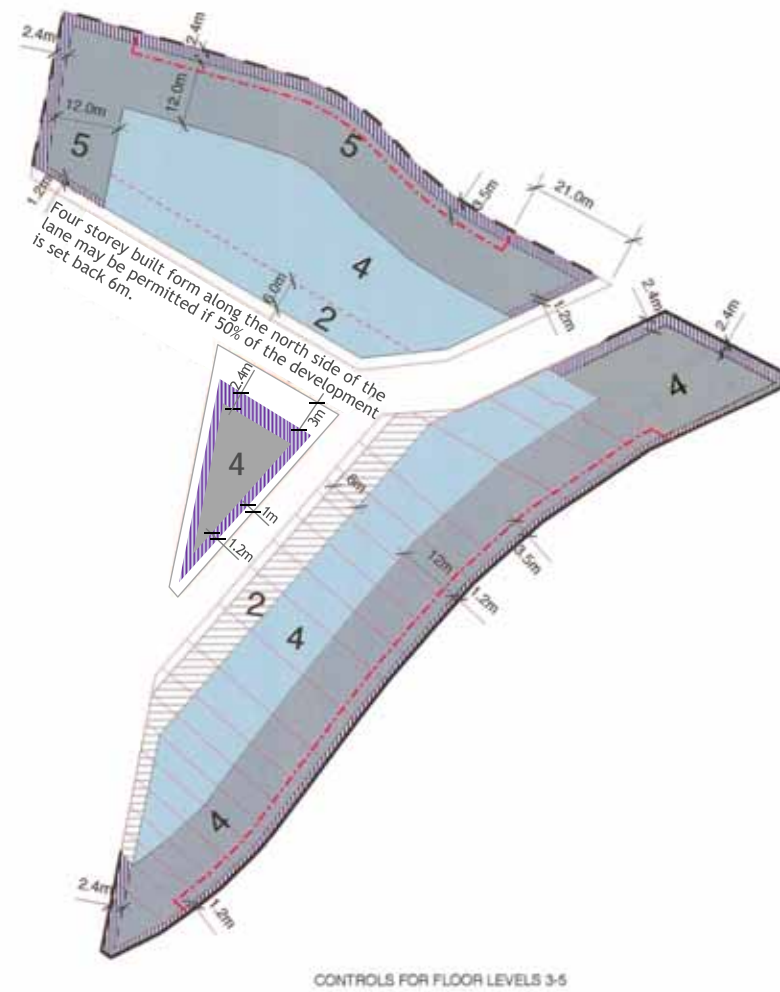 2.4m
2.4m
12.0m
12.0m
5
5
3.5m
21.0m
1.2m
Four storey built form along the north side of the
lane may be permitted if 50% of the development
is set back 6m.
4
6.0m
2
1.2m
2.4m
2.4m
4
2.4m
3m
4
1m
1.2m
6m
12m
3.5m
1.2m
2
4
4
2.4m
1.2m
CONTROLS FOR FLOOR LEVELS 3-5